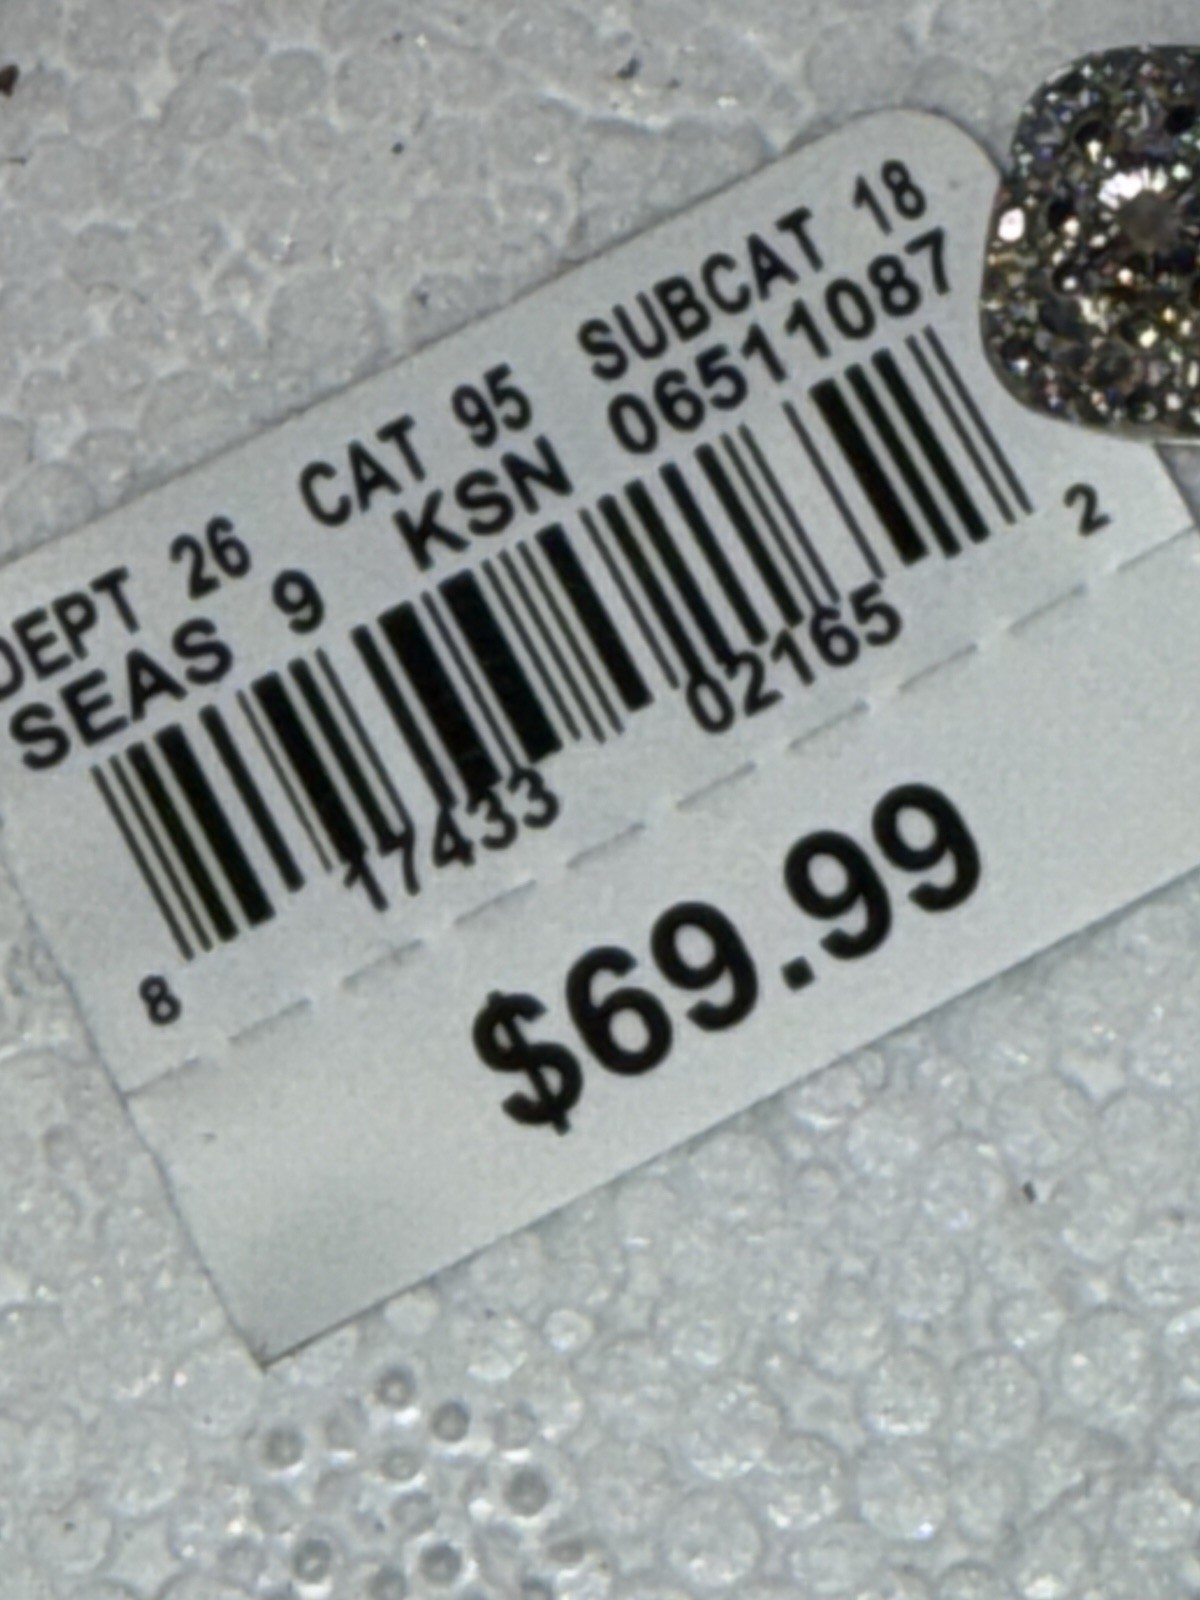 DEPT 26 CAT 95 SUBCAT 18
SEAS 9 KSN 06511087
8 17433 02165 2
$69.99